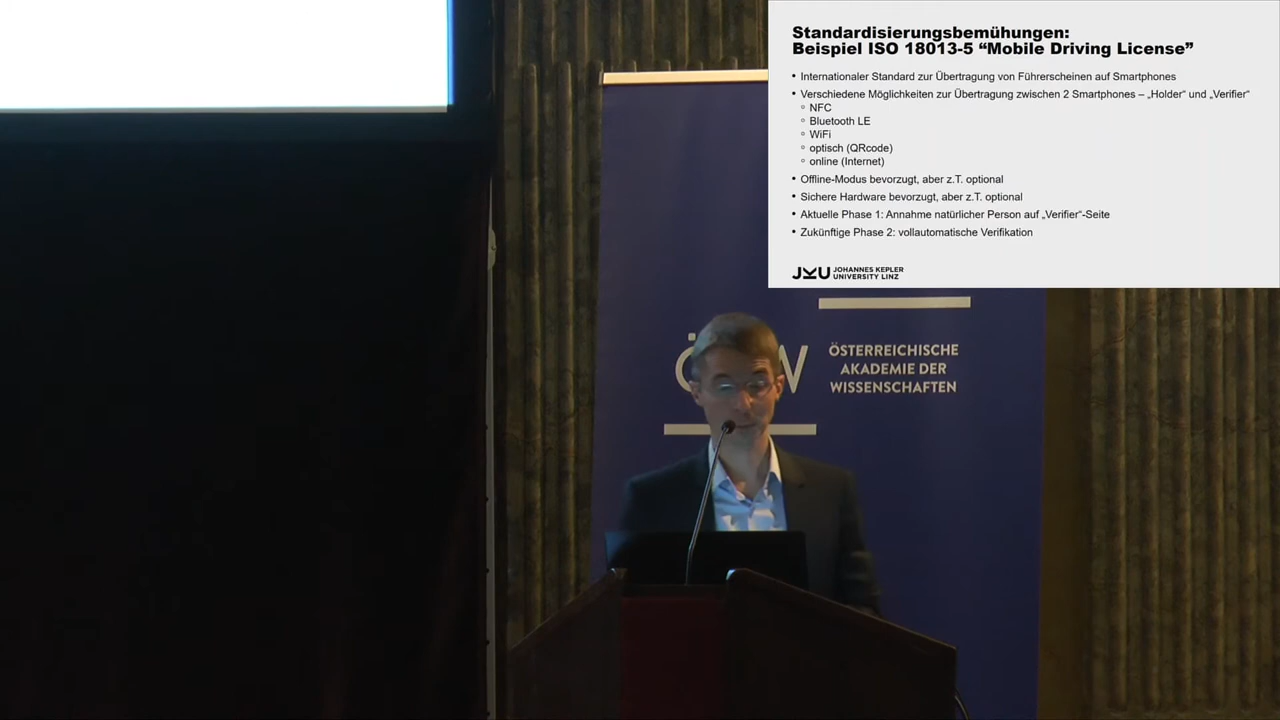 Standardisierungsbemühungen:
Beispiel ISO 18013-5 “Mobile Driving License”
• Internationaler Standard zur Übertragung von Führerscheinen auf Smartphones
• Verschiedene Möglichkeiten zur Übertragung zwischen 2 Smartphones – „Holder“ und „Verifier“
◦ NFC
◦ Bluetooth LE
◦ WiFi
◦ optisch (QRcode)
◦ online (Internet)
• Offline-Modus bevorzugt, aber z.T. optional
• Sichere Hardware bevorzugt, aber z.T. optional
• Aktuelle Phase 1: Annahme natürlicher Person auf „Verifier“-Seite
• Zukünftige Phase 2: vollautomatische Verifikation
JKU JOHANNES KEPLER
UNIVERSITY LINZ
ÖSTERREICHISCHE
AKADEMIE DER
WISSENSCHAFTEN